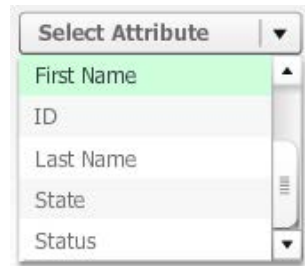 Select Attribute
First Name
ID
Last Name
State
Status